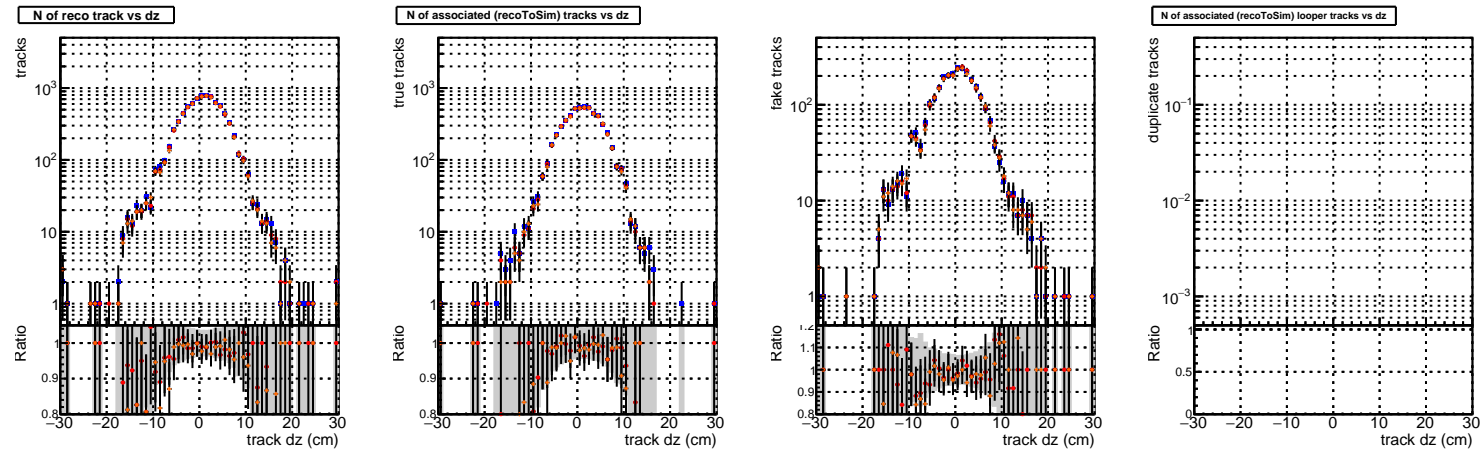 N of reco track vs dz
tracks
10³
10²
10
1
Ratio
1
0.9
0.8
−30 −20 −10 0 10 20 30
track dz (cm)
N of associated (recoToSim) tracks vs dz
true tracks
10³
10²
10
1
Ratio
1
0.9
0.8
−30 −20 −10 0 10 20 30
track dz (cm)
fake tracks
10²
10
1
Ratio
1.2
1.1
1
0.9
0.8
−30 −20 −10 0 10 20 30
track dz (cm)
N of associated (recoToSim) looper tracks vs dz
duplicate tracks
10⁻¹
10⁻²
10⁻³
Ratio
1
0.5
0
−30 −20 −10 0 10 20 30
track dz (cm)